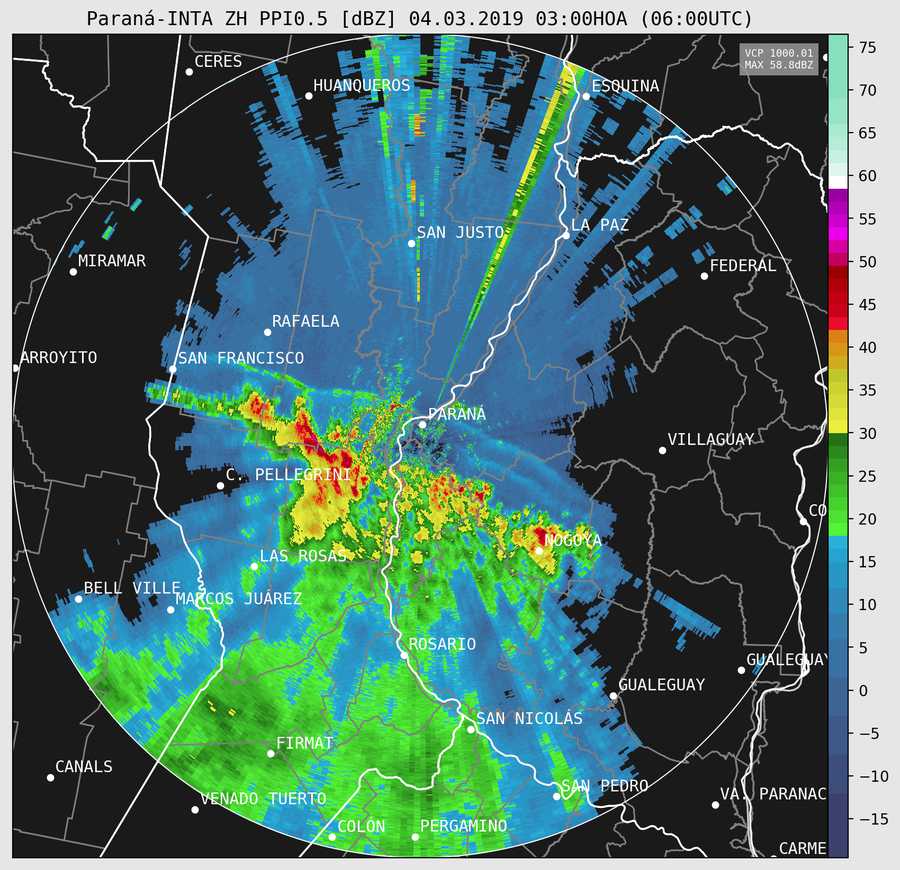 Paraná-INTA ZH PPI0.5 [dBZ] 04.03.2019 03:00HOA (06:00UTC)
VCP 1000.01
MAX 58.8dBZ
CERES
HUANQUEROS
ESQUINA
SAN JUSTO
LA PAZ
MIRAMAR
FEDERAL
RAFAELA
ARROYITO
SAN FRANCISCO
PARANÁ
VILLAGUAY
C. PELLEGRINI
CO
NOGOYA
LAS ROSAS
BELL VILLE
MARCOS JUÁREZ
ROSARIO
GUALEGUAY
GUALEGUAY
SAN NICOLÁS
FIRMAT
CANALS
SAN PEDRO
VENADO TUERTO
VA. PARANAC
COLÓN
PERGAMINO
CARME
75
70
65
60
55
50
45
40
35
30
25
20
15
10
5
0
−5
−10
−15